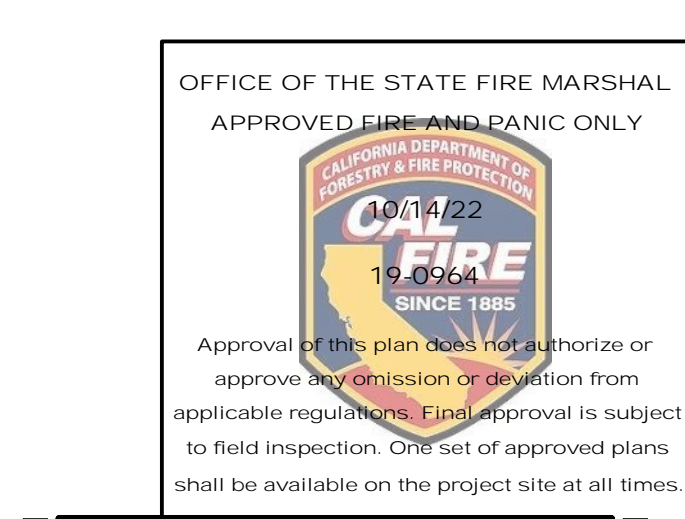 OFFICE OF THE STATE FIRE MARSHAL
APPROVED FIRE AND PANIC ONLY
CALIFORNIA DEPARTMENT OF
FORESTRY & FIRE PROTECTION
10/14/22
CAL
19-0964
FIRE
SINCE 1885
Approval of this plan does not authorize or
approve any omission or deviation from
applicable regulations. Final approval is subject
to field inspection. One set of approved plans
shall be available on the project site at all times.